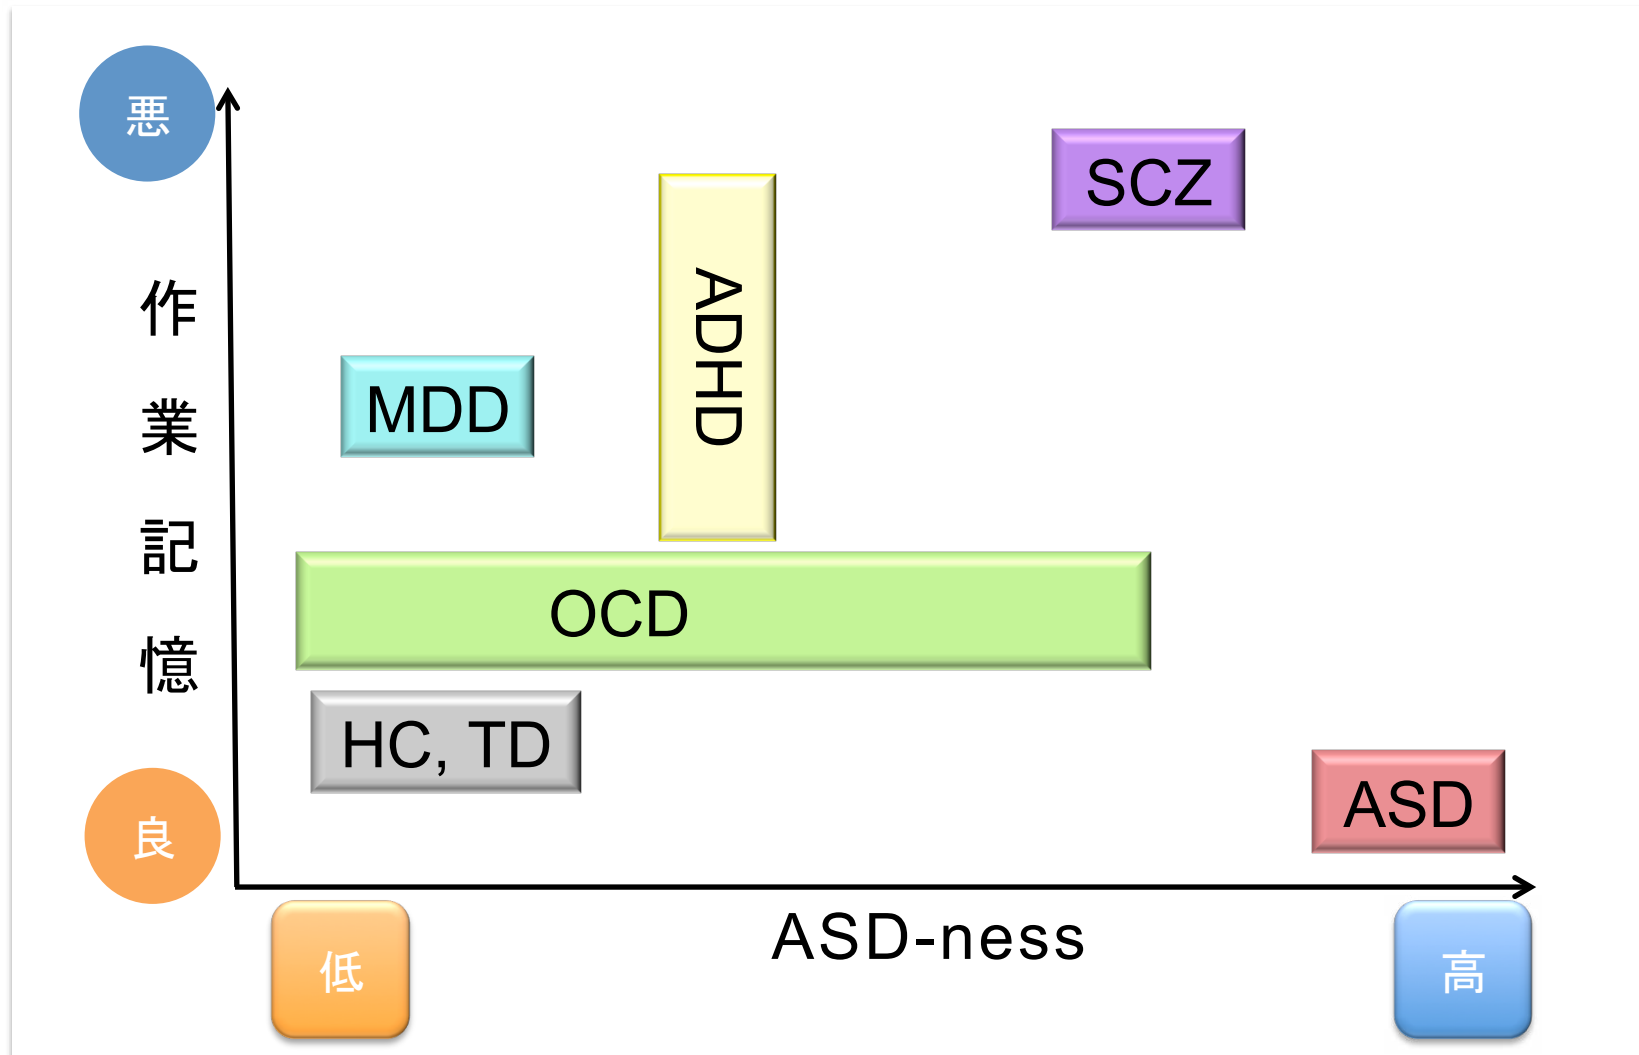 悪
作業記憶
良
SCZ
ADHD
MDD
OCD
HC, TD
ASD
低
ASD-ness
高